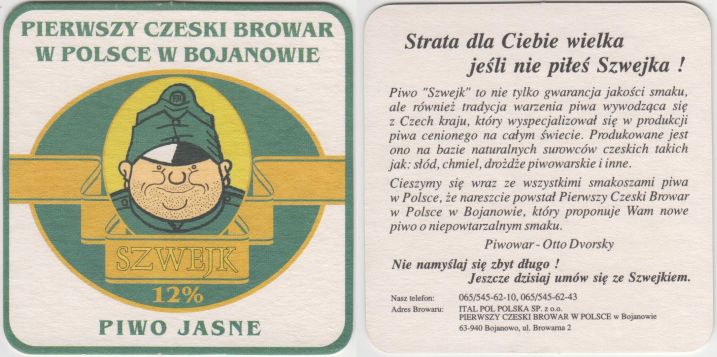 PIERWSZY CZESKI BROWAR
W POLSCE W BOJANOWIE
SZWEJK
12%
PIWO JASNE
Strata dla Ciebie wielka
jeśli nie piłeś Szwejka !
Piwo "Szwejk" to nie tylko gwarancja jakości smaku,
ale również tradycja warzenia piwa wywodząca się
z Czech kraju, który wyspecjalizował się w produkcji
piwa cenionego na całym świecie. Produkowane jest
ono na bazie naturalnych surowców czeskich takich
jak: słód, chmiel, drożdże piwowarskie i inne.
Cieszymy się wraz ze wszystkimi smakoszami piwa
w Polsce, że nareszcie powstał Pierwszy Czeski Browar
w Polsce w Bojanowie, który proponuje Wam nowe
piwo o niepowtarzalnym smaku.
Piwowar - Otto Dvorsky
Nie namyślaj się zbyt długo !
Jeszcze dzisiaj umów się ze Szwejkiem.
Nasz telefon: 065/545-62-10, 065/545-62-43
Adres Browaru: ITAL POL POLSKA SP. z o.o.
PIERWSZY CZESKI BROWAR W POLSCE w Bojanowie
63-940 Bojanowo, ul. Browarna 2